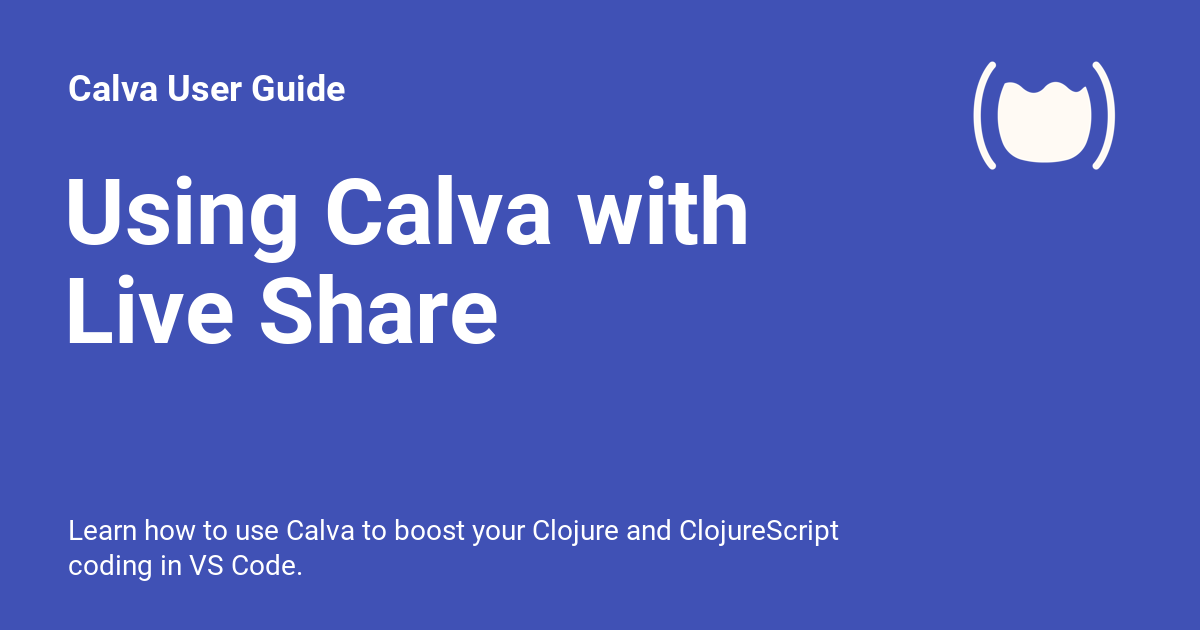 Calva User Guide
Using Calva with
Live Share
Learn how to use Calva to boost your Clojure and ClojureScript
coding in VS Code.